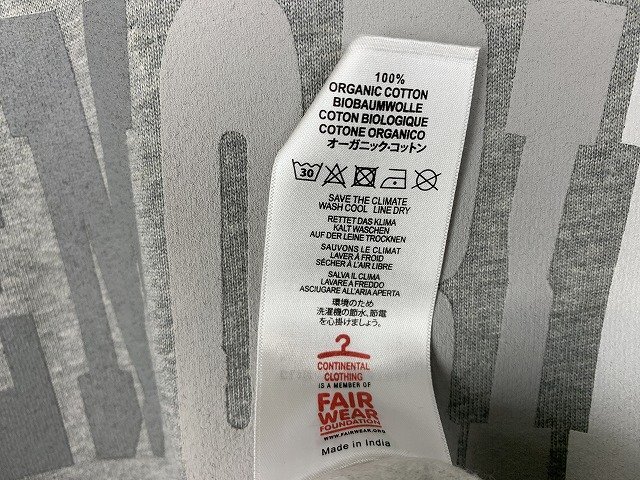 100%
ORGANIC COTTON
BIOBAUMWOLLE
COTON BIOLOGIQUE
COTONE ORGANICO
オーガニック・コットン
30
SAVE THE CLIMATE
WASH COOL LINE DRY
RETTET DAS KLIMA
KALT WASCHEN
AUF DER LEINE TROCKNEN
SAUVONS LE CLIMAT
LAVER À FROID
SÉCHER À L'AIR LIBRE
SALVA IL CLIMA
LAVARE A FREDDO
ASCIUGARE ALL'ARIA APERTA
環境のため
洗濯機の節水、節電
を心掛けましょう。
CONTINENTAL
CLOTHING
IS A MEMBER OF
FAIR
WEAR
FOUNDATION
WWW.FAIRWEAR.ORG
Made in India